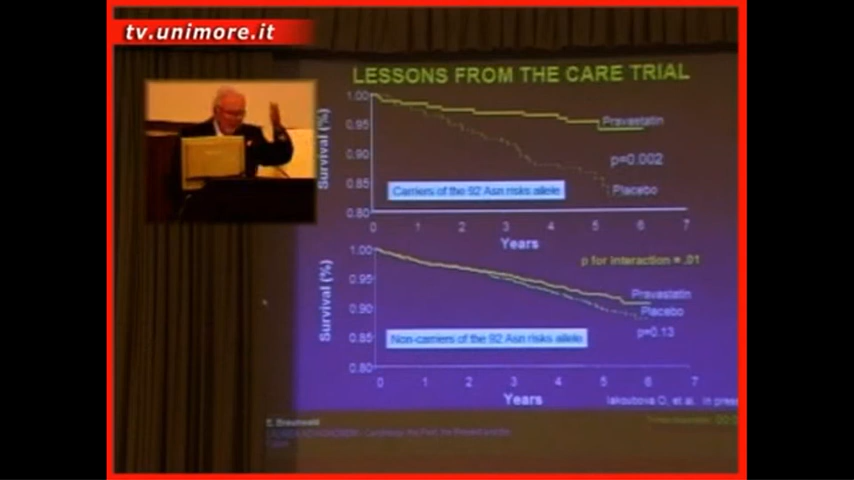 tv.unimore.it
LESSONS FROM THE CARE TRIAL
Survival (%)
1.00
0.95
0.90
0.85
0.80
Pravastatin
p=0.002
Placebo
Carriers of the 92 Asn risks allele
0 1 2 3 4 5 6 7
Years
Survival (%)
1.00
0.95
0.90
0.85
0.80
p for interaction = .01
Pravastatin
Placebo
p=0.13
Non-carriers of the 92 Asn risks allele
0 1 2 3 4 5 6 7
Years
Iakoubova O, et al. In press
E. Braunwald